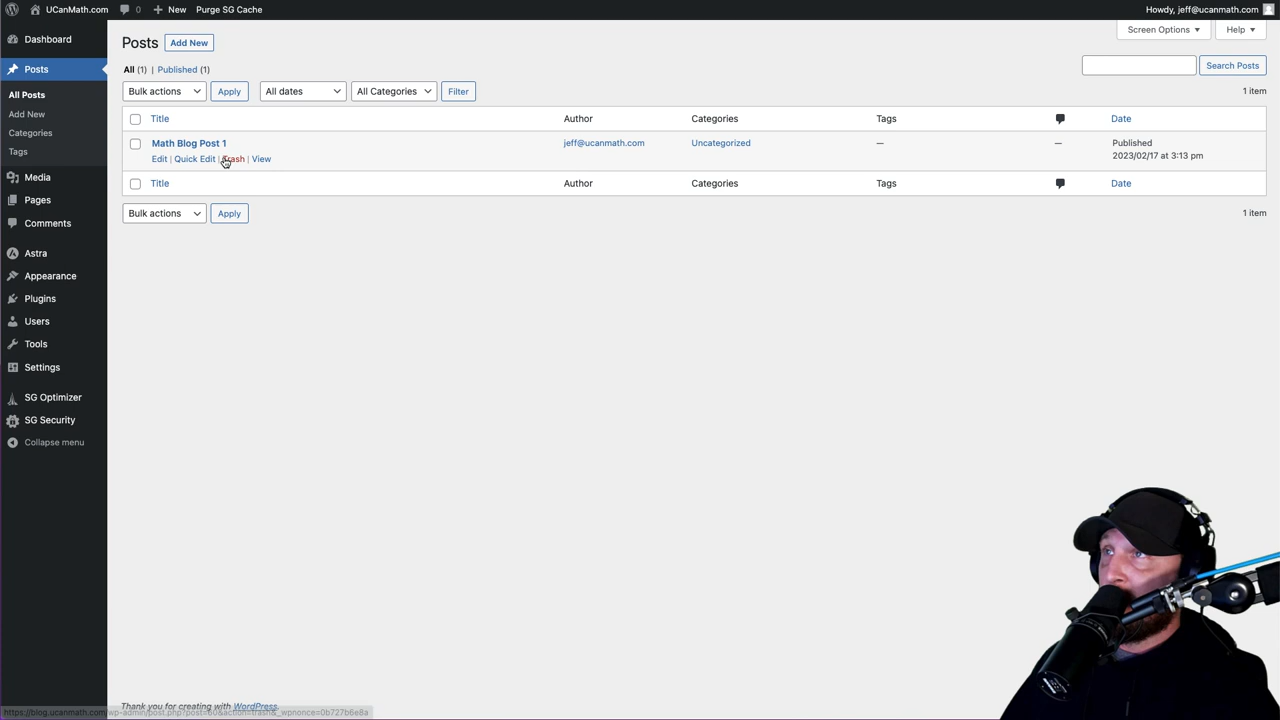 UCanMath.com 0 New Purge SG Cache Howdy, jeff@ucanmath.com
Screen Options Help
Dashboard
Posts
All Posts
Add New
Categories
Tags
Media
Pages
Comments
Astra
Appearance
Plugins
Users
Tools
Settings
SG Optimizer
SG Security
Collapse menu
Posts Add New
All (1) | Published (1)
Search Posts
Bulk actions Apply All dates All Categories Filter 1 item
Title Author Categories Tags Date
Math Blog Post 1 jeff@ucanmath.com Uncategorized — — Published
2023/02/17 at 3:13 pm
Edit | Quick Edit | Trash | View
Title Author Categories Tags Date
Bulk actions Apply 1 item
Thank you for creating with WordPress.
https://blog.ucanmath.com/wp-admin/post.php?post=60&action=trash&_wpnonce=0b727b6e8a